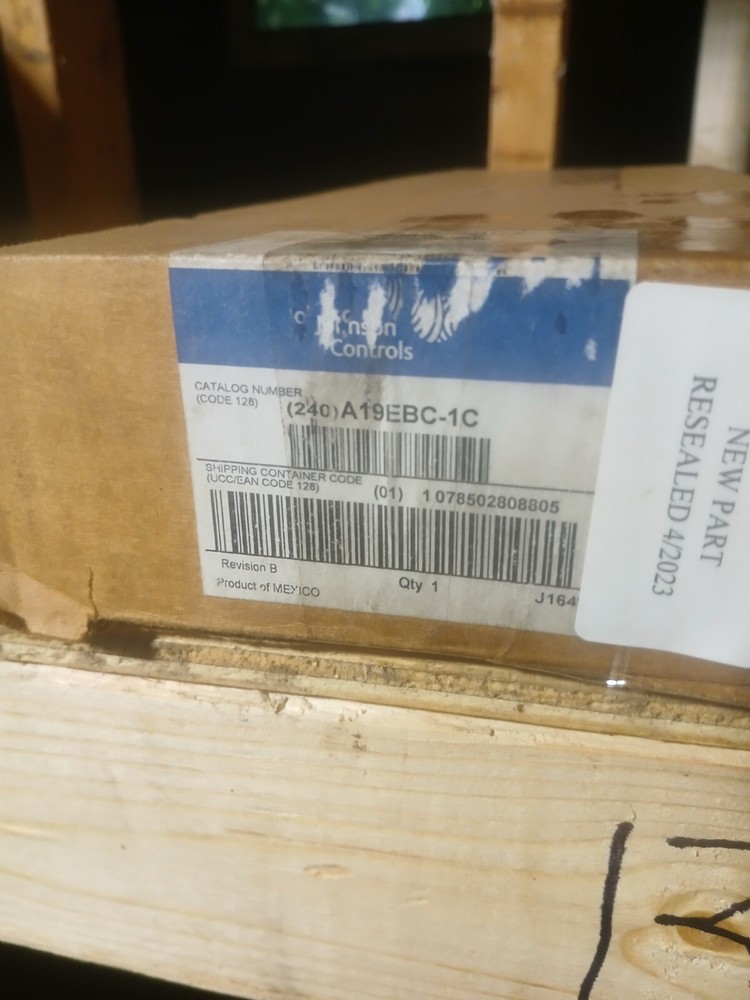 Johnson
Controls
CATALOG NUMBER
(CODE 128)
(240)A19EBC-1C
SHIPPING CONTAINER CODE
(UCC/EAN CODE 128)
(01) 1 078502808805
Revision B
Product of MEXICO
Qty 1
J164
NEW PART
RESEALED 4/2023